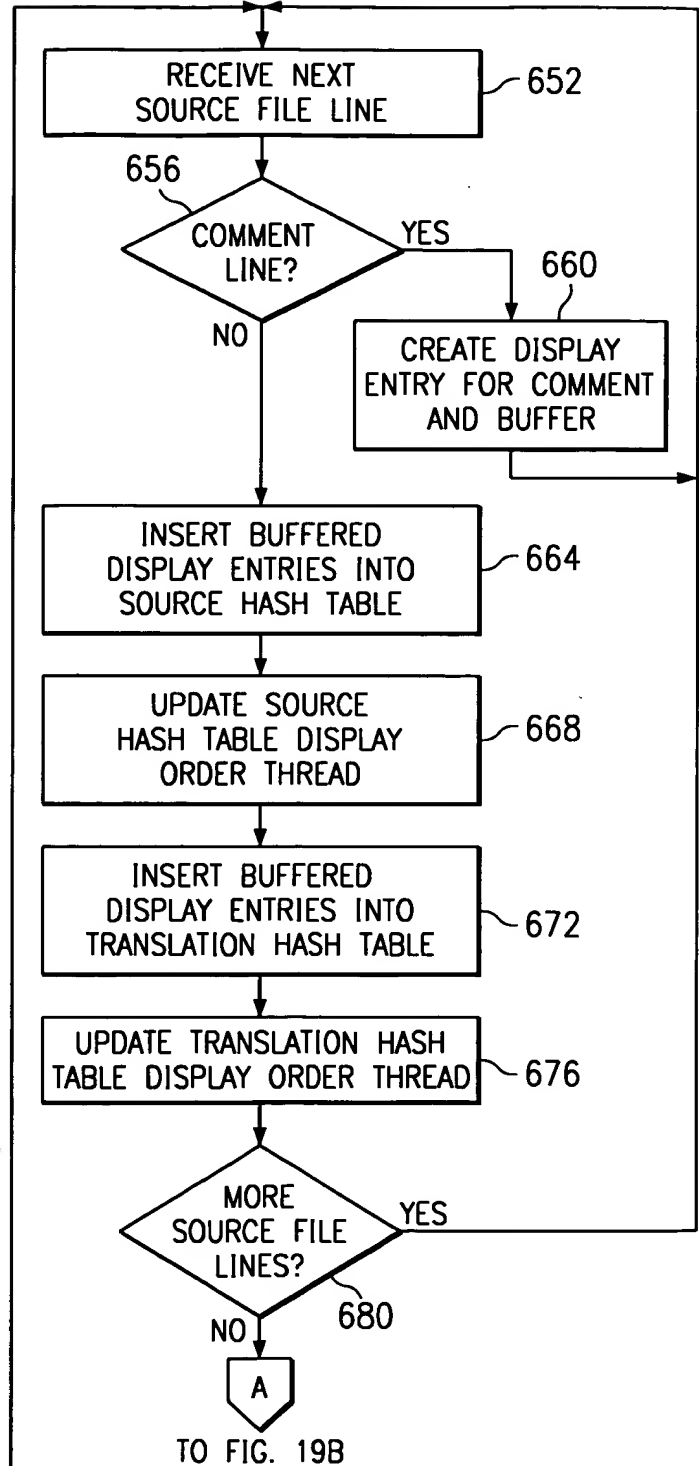 RECEIVE NEXT
SOURCE FILE LINE
652
656
COMMENT
LINE?
YES
NO
660
CREATE DISPLAY
ENTRY FOR COMMENT
AND BUFFER
INSERT BUFFERED
DISPLAY ENTRIES INTO
SOURCE HASH TABLE
664
UPDATE SOURCE
HASH TABLE DISPLAY
ORDER THREAD
668
INSERT BUFFERED
DISPLAY ENTRIES INTO
TRANSLATION HASH TABLE
672
UPDATE TRANSLATION HASH
TABLE DISPLAY ORDER THREAD
676
MORE
SOURCE FILE
LINES?
YES
680
NO
A
TO FIG. 19B